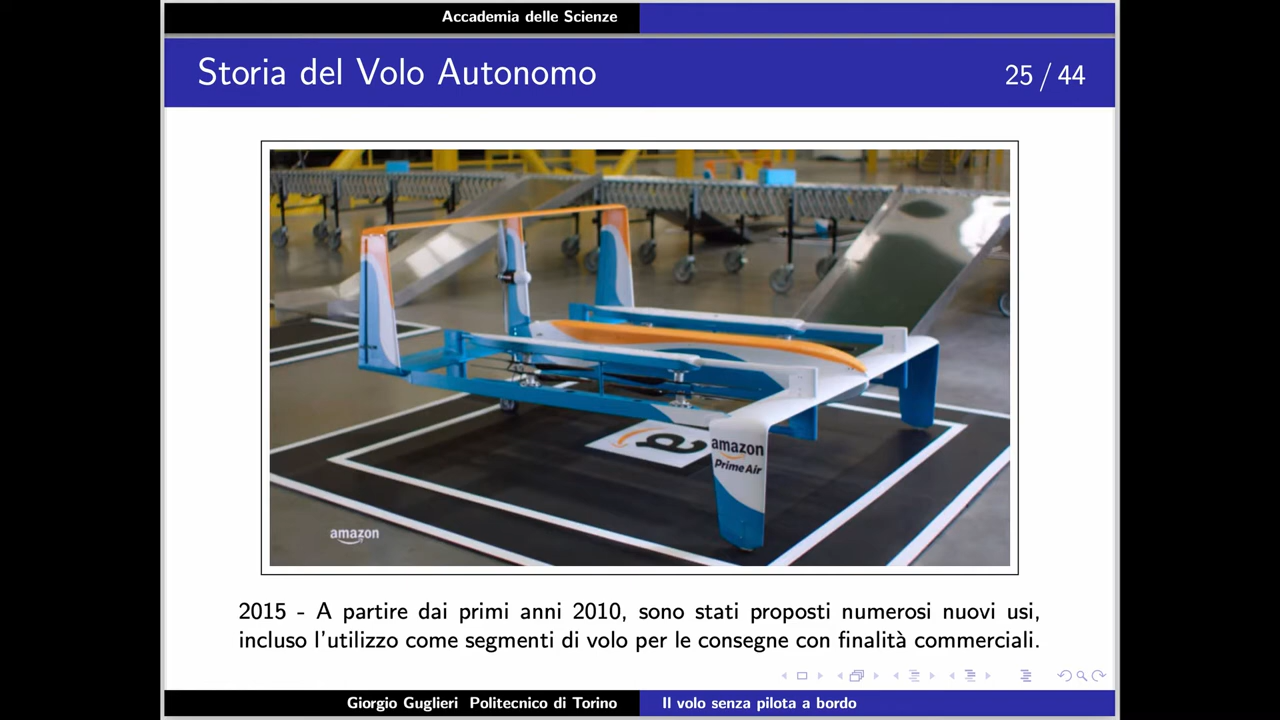 Accademia delle Scienze
Storia del Volo Autonomo
25 / 44
amazon
Prime Air
amazon
2015 - A partire dai primi anni 2010, sono stati proposti numerosi nuovi usi,
incluso l'utilizzo come segmenti di volo per le consegne con finalità commerciali.
Giorgio Guglieri Politecnico di Torino
Il volo senza pilota a bordo